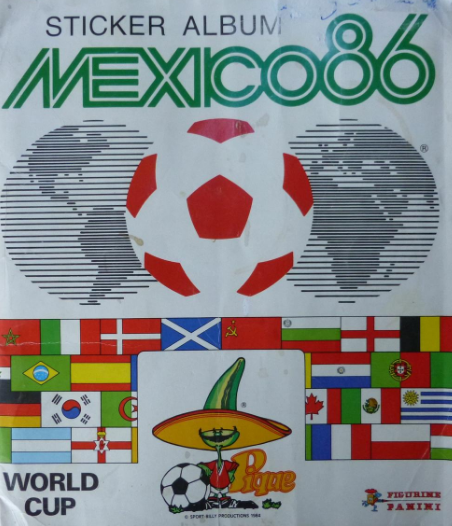 STICKER ALBUM
MEXICO86
®
®
Pique
© SPORT BILLY PRODUCTIONS 1984
WORLD
CUP
FIGURINE
PANINI